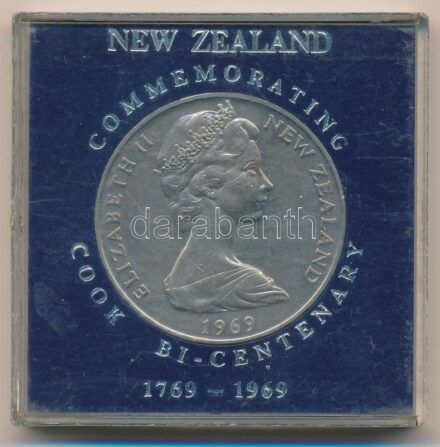 NEW ZEALAND
COMMEMORATING
ELIZABETH II NEW ZEALAND
1969
darabanth
COOK BI-CENTENARY
1769 - 1969